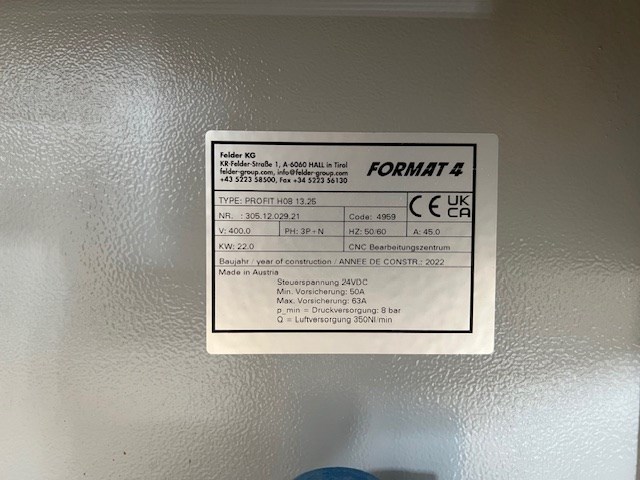 Felder KG
KR-Felder-Straße 1, A-6060 HALL in Tirol
felder-group.com, info@felder-group.com
+43 5223 58500, Fax +34 5223 56130
FORMAT 4
TYPE: PROFIT H08 13.25
NR. : 305.12.029.21 Code: 4959
CE UK CA
V: 400.0 PH: 3P+N HZ: 50/60 A: 45.0
KW: 22.0 CNC Bearbeitungszentrum
Baujahr / year of construction / ANNEE DE CONSTR.: 2022
Made in Austria
Steuerspannung 24VDC
Min. Vorsicherung: 50A
Max. Vorsicherung: 63A
p_min = Druckversorgung: 8 bar
Q = Luftversorgung 350Nl/min